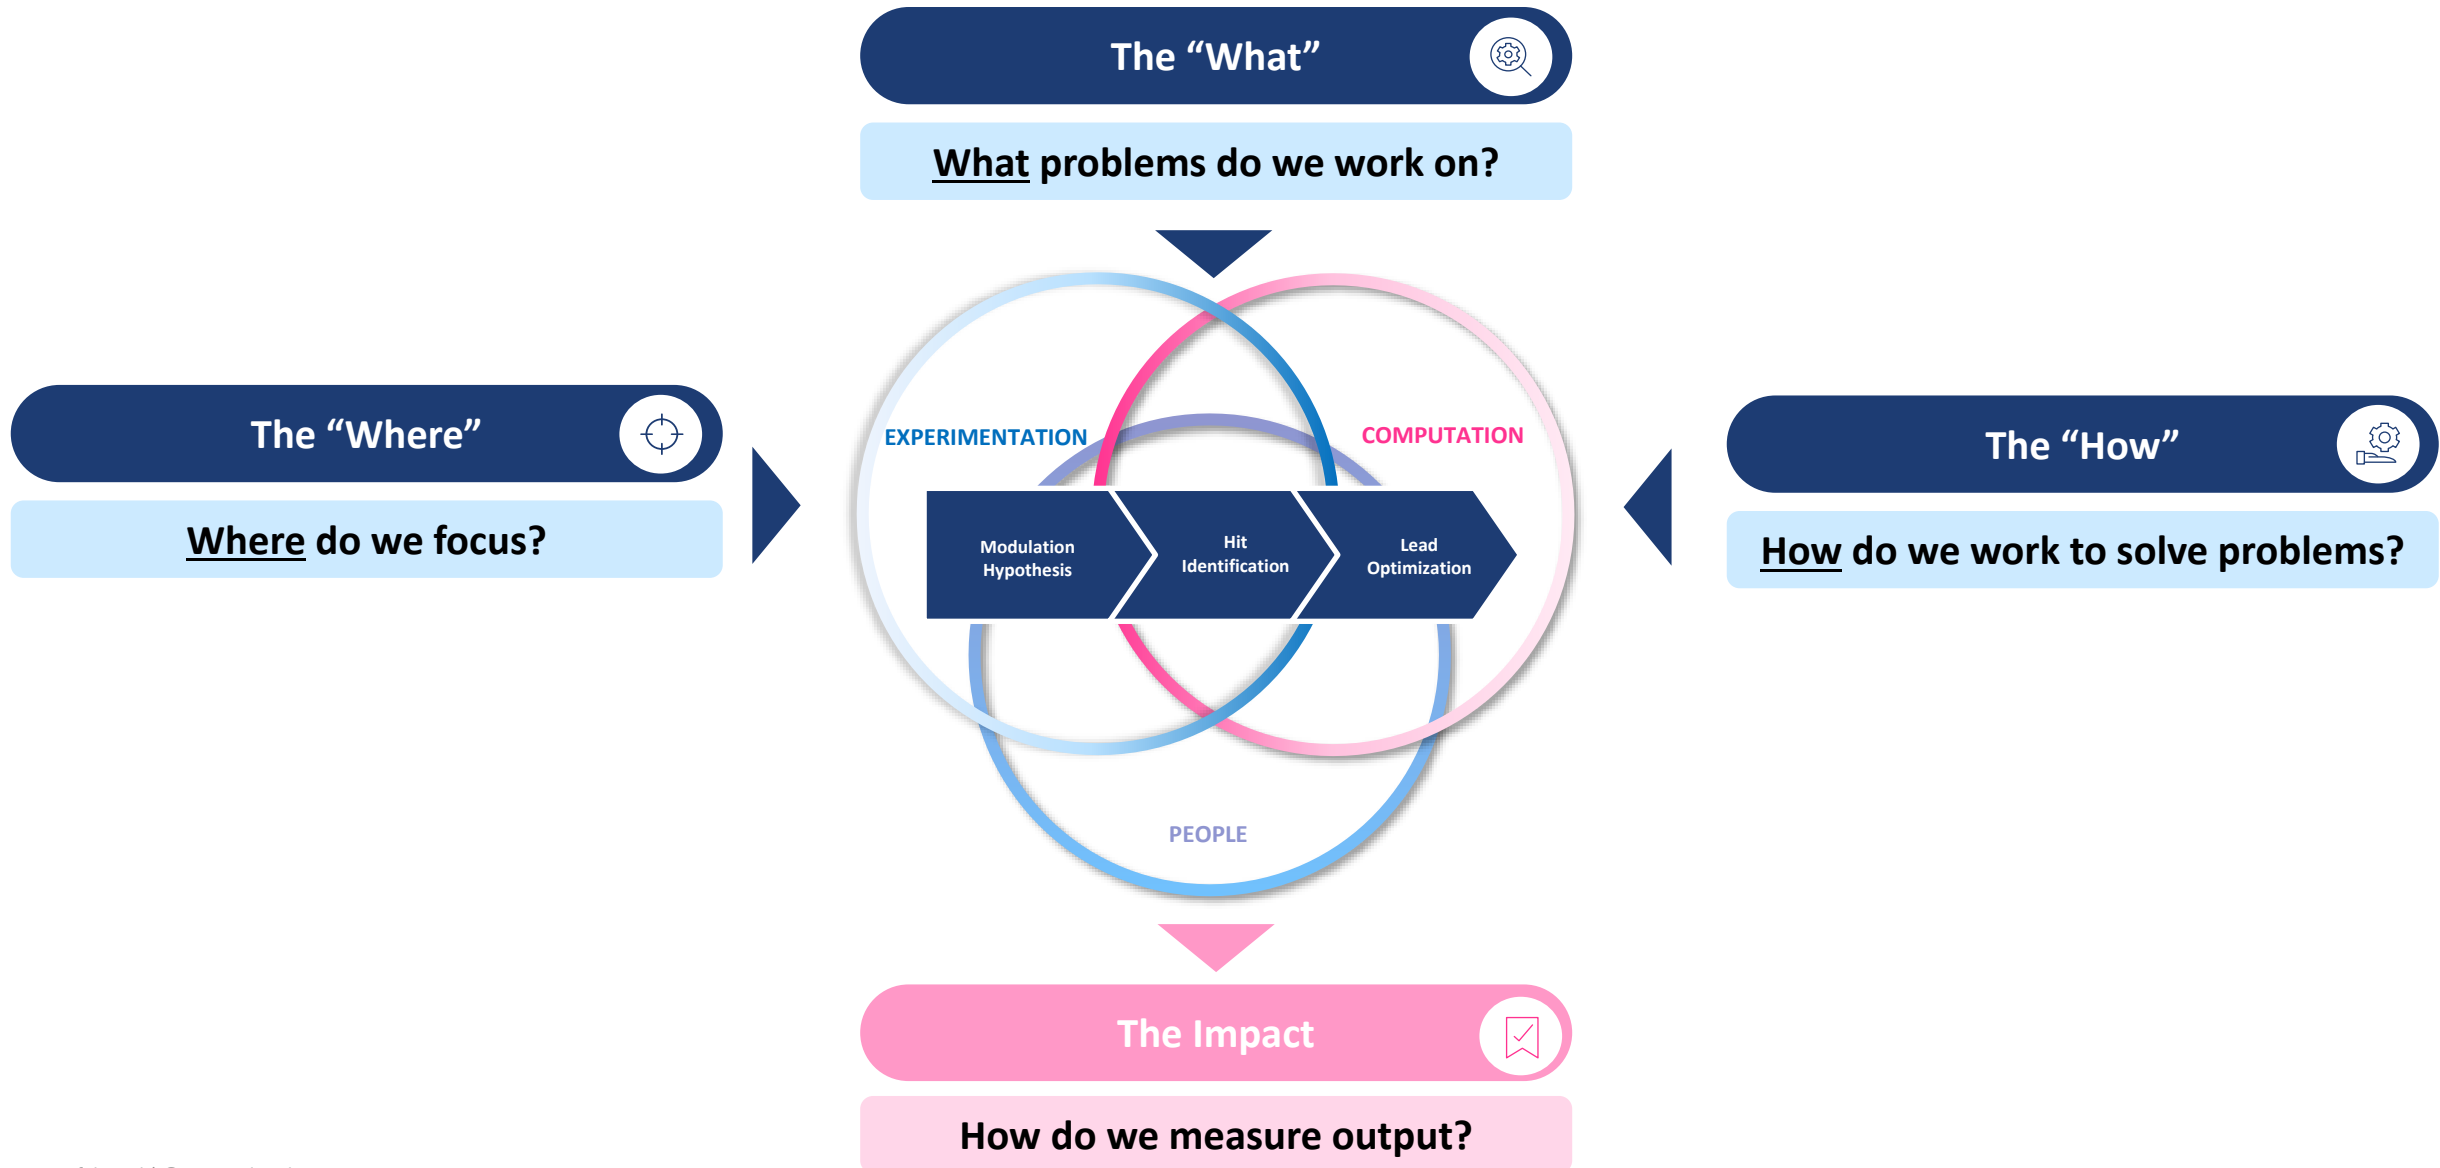 The “What”
What problems do we work on?
The “Where”
Where do we focus?
EXPERIMENTATION
COMPUTATION
Modulation
Hypothesis
Hit
Identification
Lead
Optimization
PEOPLE
The “How”
How do we work to solve problems?
The Impact
How do we measure output?